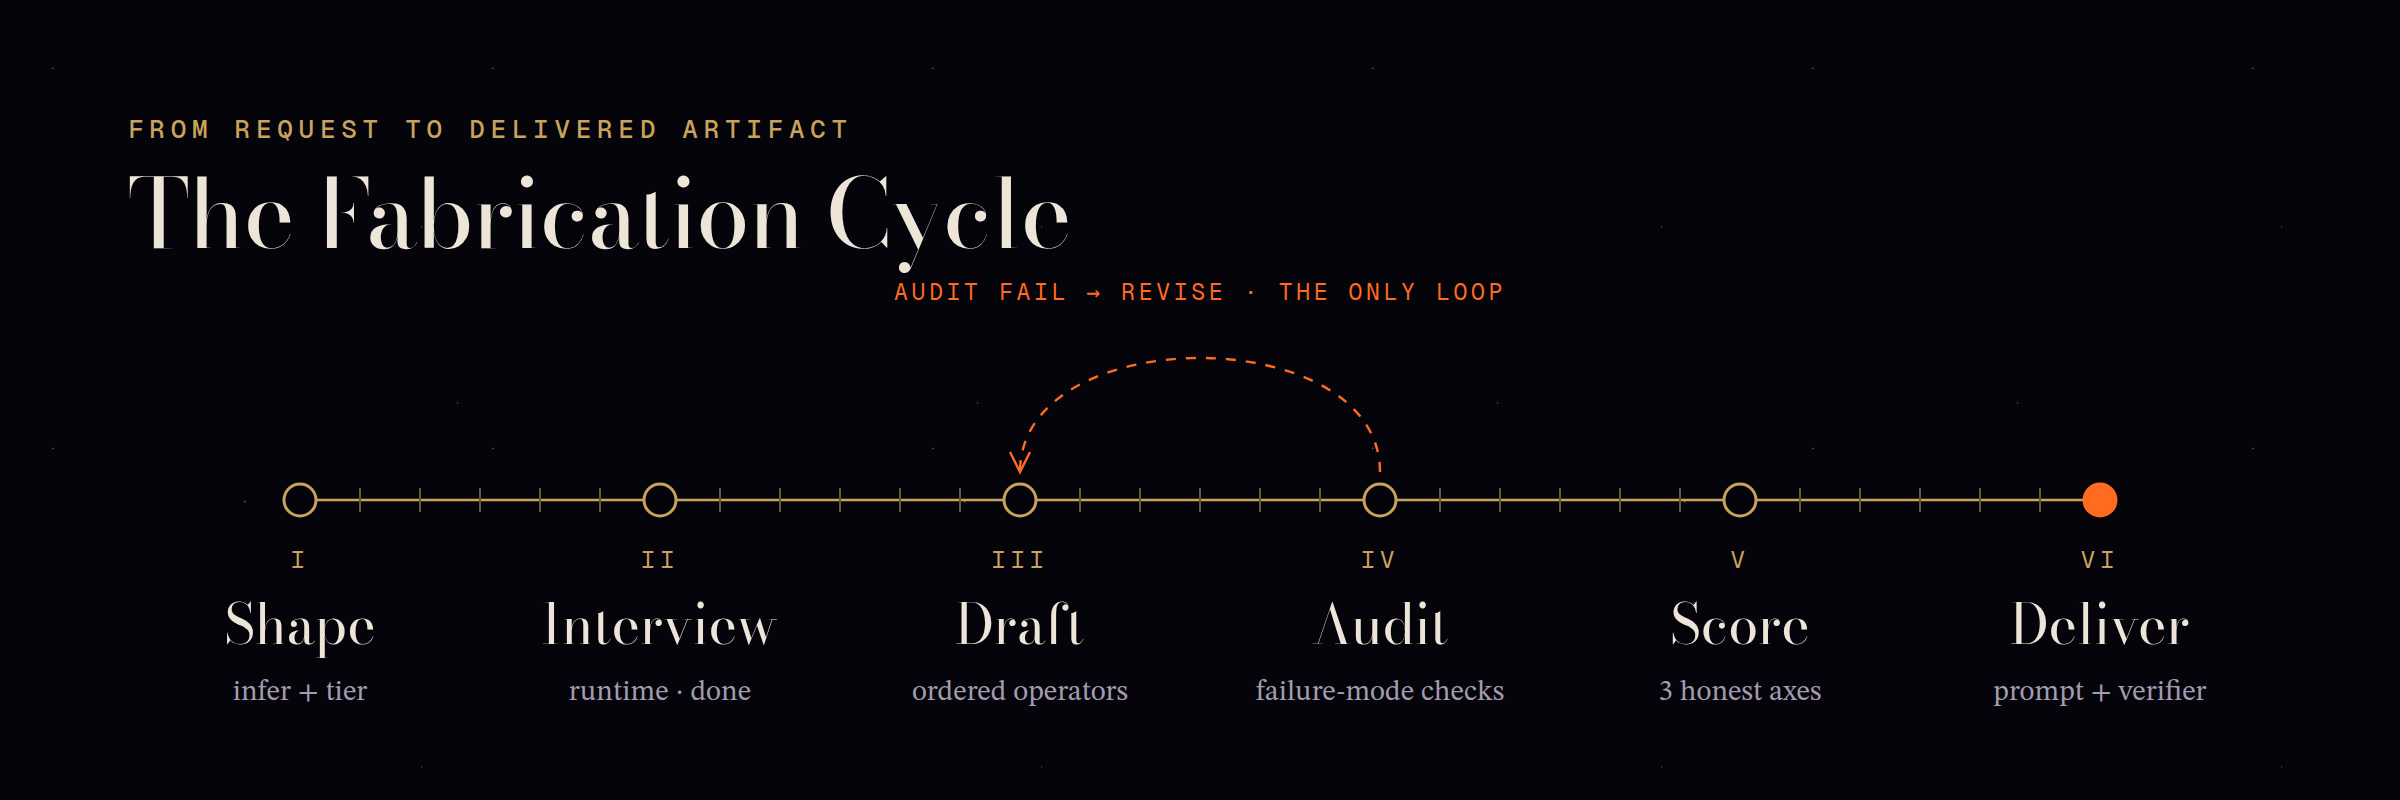 FROM REQUEST TO DELIVERED ARTIFACT
The Fabrication Cycle
AUDIT FAIL → REVISE · THE ONLY LOOP
I
II
III
IV
V
VI
Shape
Interview
Draft
Audit
Score
Deliver
infer + tier
runtime · done
ordered operators
failure-mode checks
3 honest axes
prompt + verifier